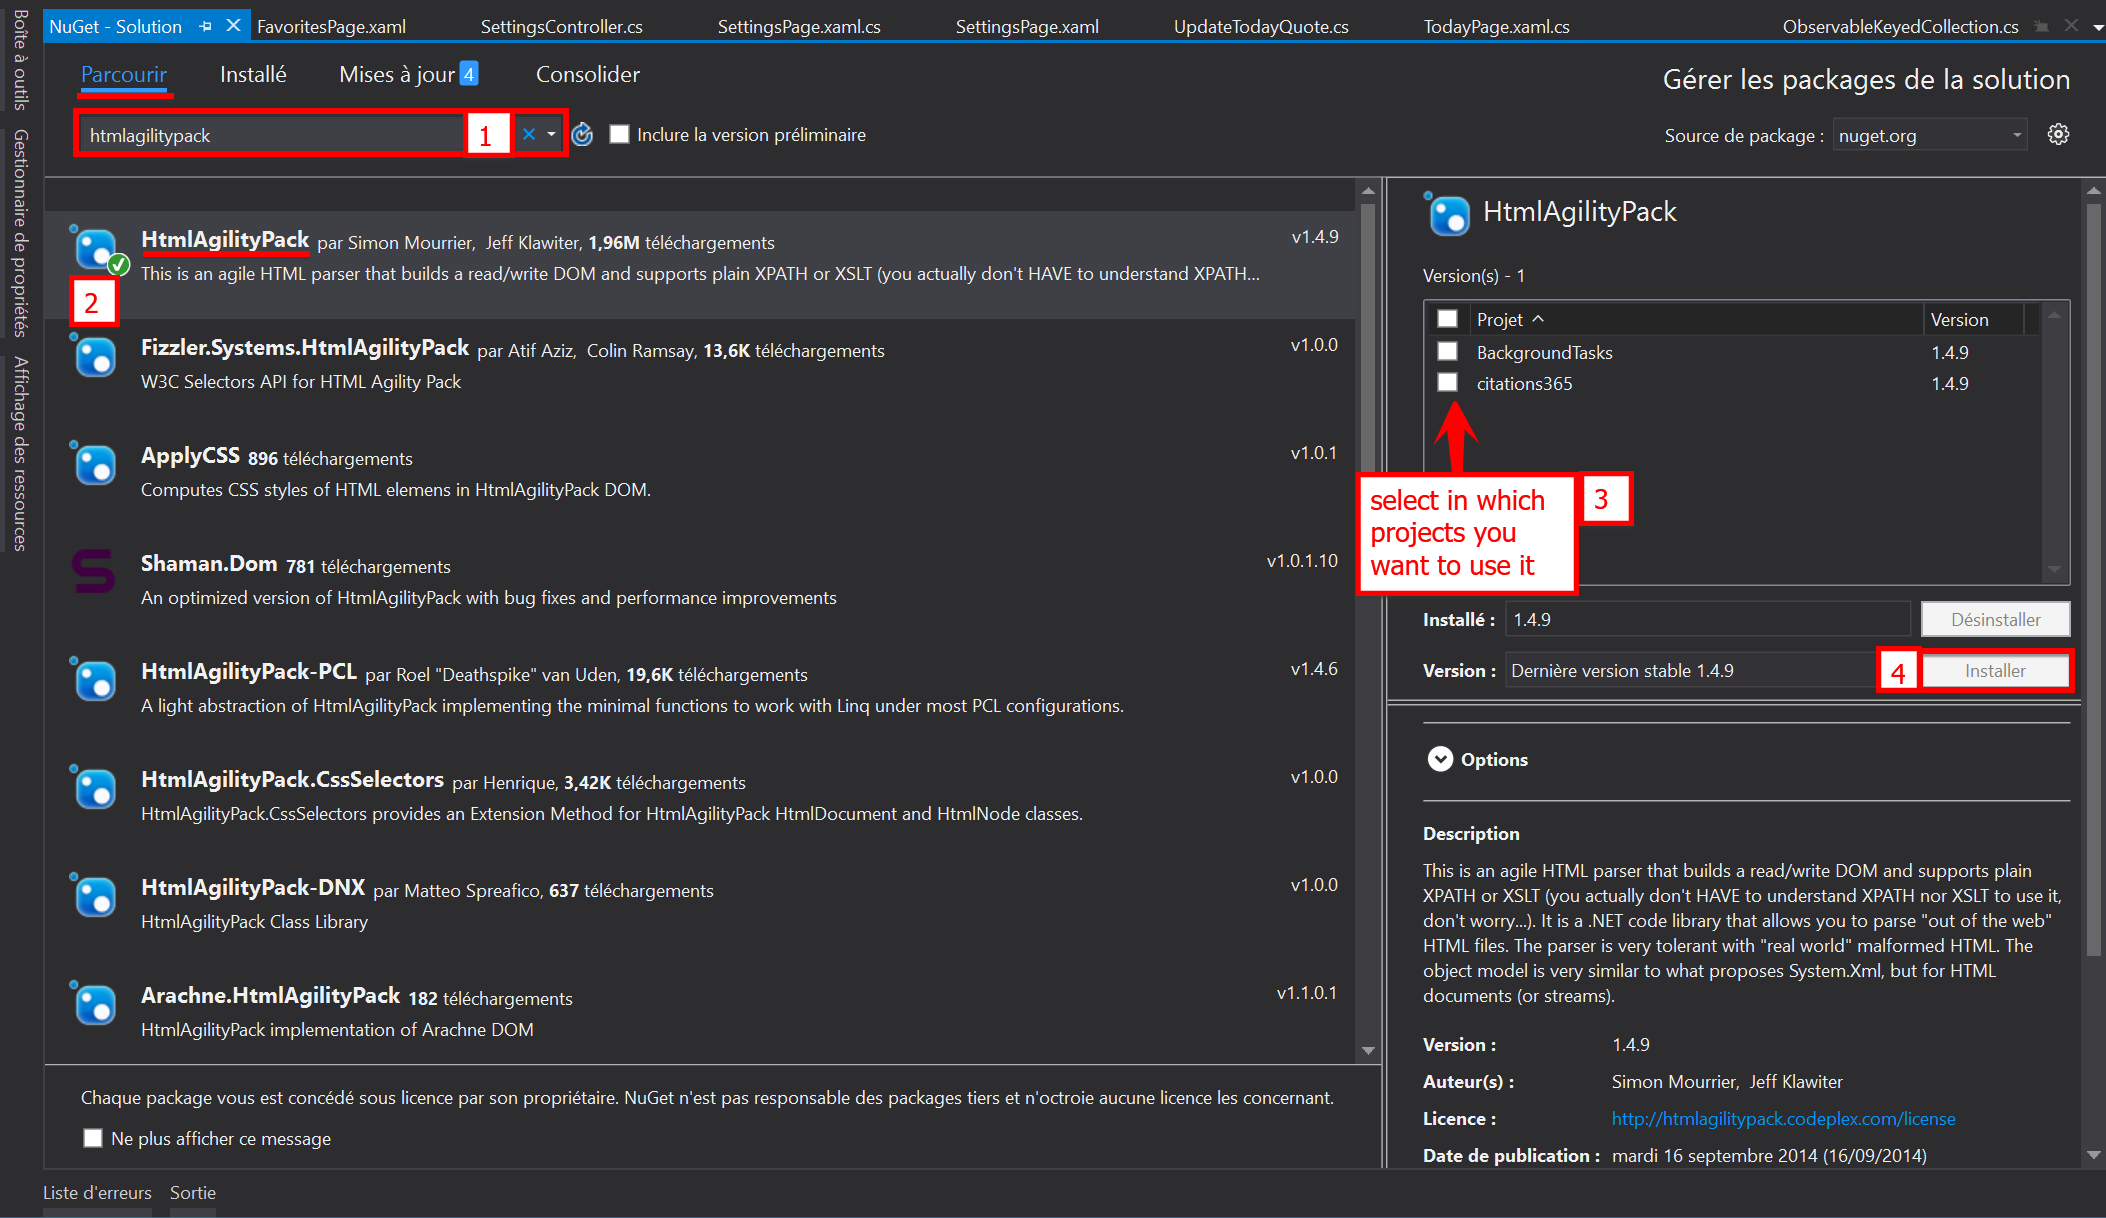 NuGet - Solution
FavoritesPage.xaml
SettingsController.cs
SettingsPage.xaml.cs
SettingsPage.xaml
UpdateTodayQuote.cs
TodayPage.xaml.cs
ObservableKeyedCollection.cs
Boîte à outils
Gestionnaire de propriétés
Affichage des ressources
Parcourir
Installé
Mises à jour 4
Consolider
Gérer les packages de la solution
htmlagilitypack
1
Inclure la version préliminaire
Source de package : nuget.org
HtmlAgilityPack par Simon Mourrier, Jeff Klawiter, 1,96M téléchargements
v1.4.9
This is an agile HTML parser that builds a read/write DOM and supports plain XPATH or XSLT (you actually don't HAVE to understand XPATH...
2
Fizzler.Systems.HtmlAgilityPack par Atif Aziz, Colin Ramsay, 13,6K téléchargements
v1.0.0
W3C Selectors API for HTML Agility Pack
ApplyCSS 896 téléchargements
v1.0.1
Computes CSS styles of HTML elemens in HtmlAgilityPack DOM.
Shaman.Dom 781 téléchargements
v1.0.1.10
An optimized version of HtmlAgilityPack with bug fixes and performance improvements
HtmlAgilityPack-PCL par Roel "Deathspike" van Uden, 19,6K téléchargements
v1.4.6
A light abstraction of HtmlAgilityPack implementing the minimal functions to work with Linq under most PCL configurations.
HtmlAgilityPack.CssSelectors par Henrique, 3,42K téléchargements
v1.0.0
HtmlAgilityPack.CssSelectors provides an Extension Method for HtmlAgilityPack HtmlDocument and HtmlNode classes.
HtmlAgilityPack-DNX par Matteo Spreafico, 637 téléchargements
v1.0.0
HtmlAgilityPack Class Library
Arachne.HtmlAgilityPack 182 téléchargements
v1.1.0.1
HtmlAgilityPack implementation of Arachne DOM
Chaque package vous est concédé sous licence par son propriétaire. NuGet n'est pas responsable des packages tiers et n'octroie aucune licence les concernant.
Ne plus afficher ce message
HtmlAgilityPack
Version(s) - 1
Projet
Version
BackgroundTasks
1.4.9
citations365
1.4.9
select in which
projects you
want to use it
3
Installé : 1.4.9
Désinstaller
Version : Dernière version stable 1.4.9
4
Installer
Options
Description
This is an agile HTML parser that builds a read/write DOM and supports plain
XPATH or XSLT (you actually don't HAVE to understand XPATH nor XSLT to use it,
don't worry...). It is a .NET code library that allows you to parse "out of the web"
HTML files. The parser is very tolerant with "real world" malformed HTML. The
object model is very similar to what proposes System.Xml, but for HTML
documents (or streams).
Version : 1.4.9
Auteur(s) : Simon Mourrier, Jeff Klawiter
Licence : http://htmlagilitypack.codeplex.com/license
Date de publication : mardi 16 septembre 2014 (16/09/2014)
Liste d'erreurs
Sortie